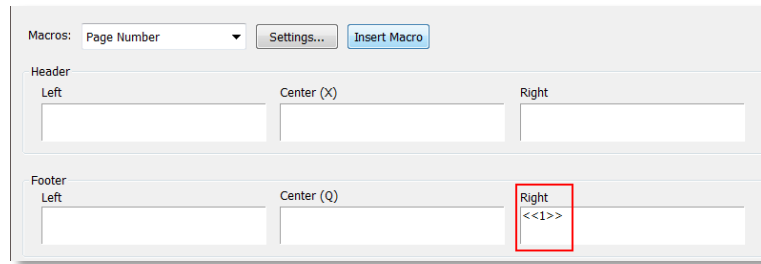 Macros: Page Number Settings... Insert Macro
Header
Left Center (X) Right
Footer
Left Center (Q) Right
<<1>>